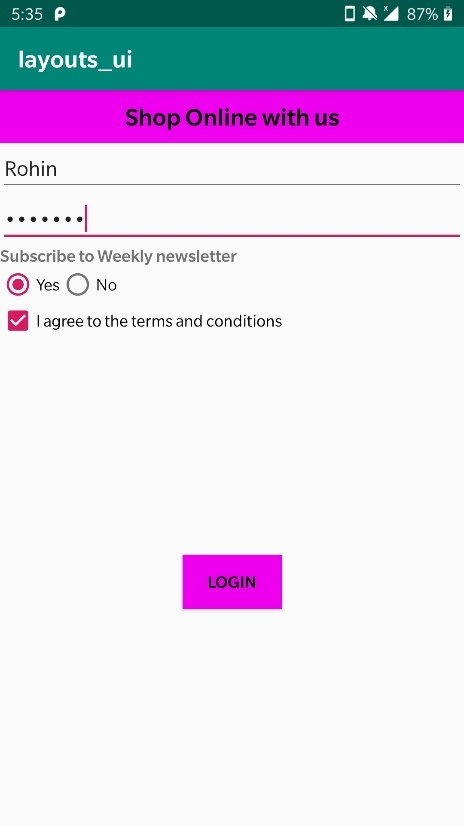 5:35 87%
layouts_ui
Shop Online with us
Rohin
•••••••
Subscribe to Weekly newsletter
Yes No
I agree to the terms and conditions
LOGIN